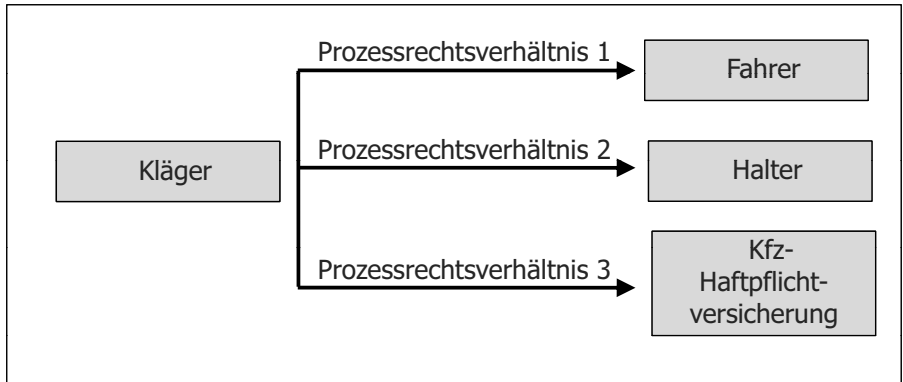 Prozessrechtsverhältnis 1
Fahrer
Kläger
Prozessrechtsverhältnis 2
Halter
Prozessrechtsverhältnis 3
Kfz-
Haftpflicht-
versicherung